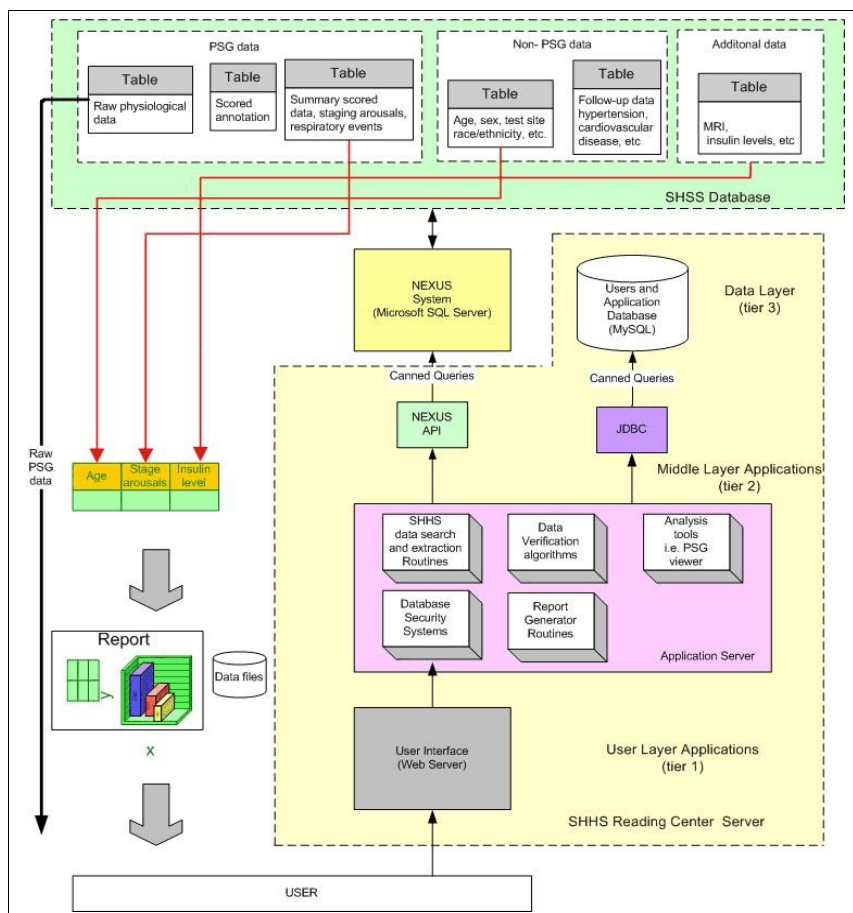 PSG data
Table
Raw physiological
data
Table
Scored
annotation
Table
Summary scored
data, staging arousals,
respiratory events
Non- PSG data
Table
Age, sex, test site
race/ethnicity, etc.
Table
Follow-up data
hypertension,
cardiovascular
disease, etc
Additonal data
Table
MRI,
insulin levels, etc
SHSS Database
NEXUS
System
(Microsoft SQL Server)
Users and
Application
Database
(MySQL)
Data Layer
(tier 3)
Canned Queries
Canned Queries
NEXUS
API
JDBC
Middle Layer Applications
(tier 2)
Raw
PSG
data
Age
Stage
arousals
Insulin
level
SHHS
data search
and extraction
Routines
Data
Verification
algorithms
Analysis
tools
i.e. PSG
viewer
Database
Security
Systems
Report
Generator
Routines
Application Server
Report
y
x
Data files
User Interface
(Web Server)
User Layer Applications
(tier 1)
SHHS Reading Center Server
USER